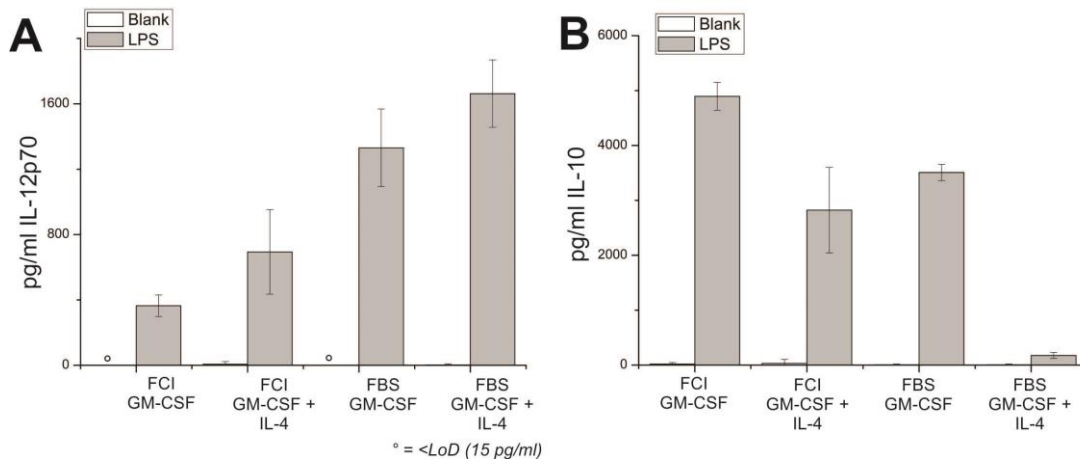 A
Blank
LPS
pg/ml IL-12p70
1600
800
0
o
o
FCI
GM-CSF
FCI
GM-CSF +
IL-4
FBS
GM-CSF
FBS
GM-CSF +
IL-4
° = <LoD (15 pg/ml)
B
Blank
LPS
pg/ml IL-10
6000
4000
2000
0
FCI
GM-CSF
FCI
GM-CSF +
IL-4
FBS
GM-CSF
FBS
GM-CSF +
IL-4